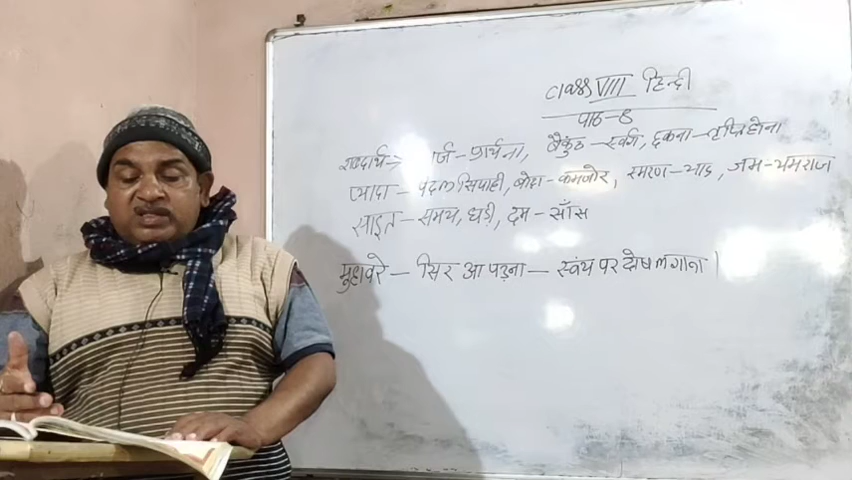 class VIII हिन्दी
पाठ-8
शब्दार्थ:- अर्ज-प्रार्थना, बैकुंठ-स्वर्ग, छकना-तृप्ति होना
प्यादा-पैदल सिपाही, बोदा-कमजोर, स्मरण-याद, जम-यमराज
साइत-समय, घड़ी, दम-साँस
मुहावरे- सिर आ पड़ना- स्वंय पर दोष लगाना।